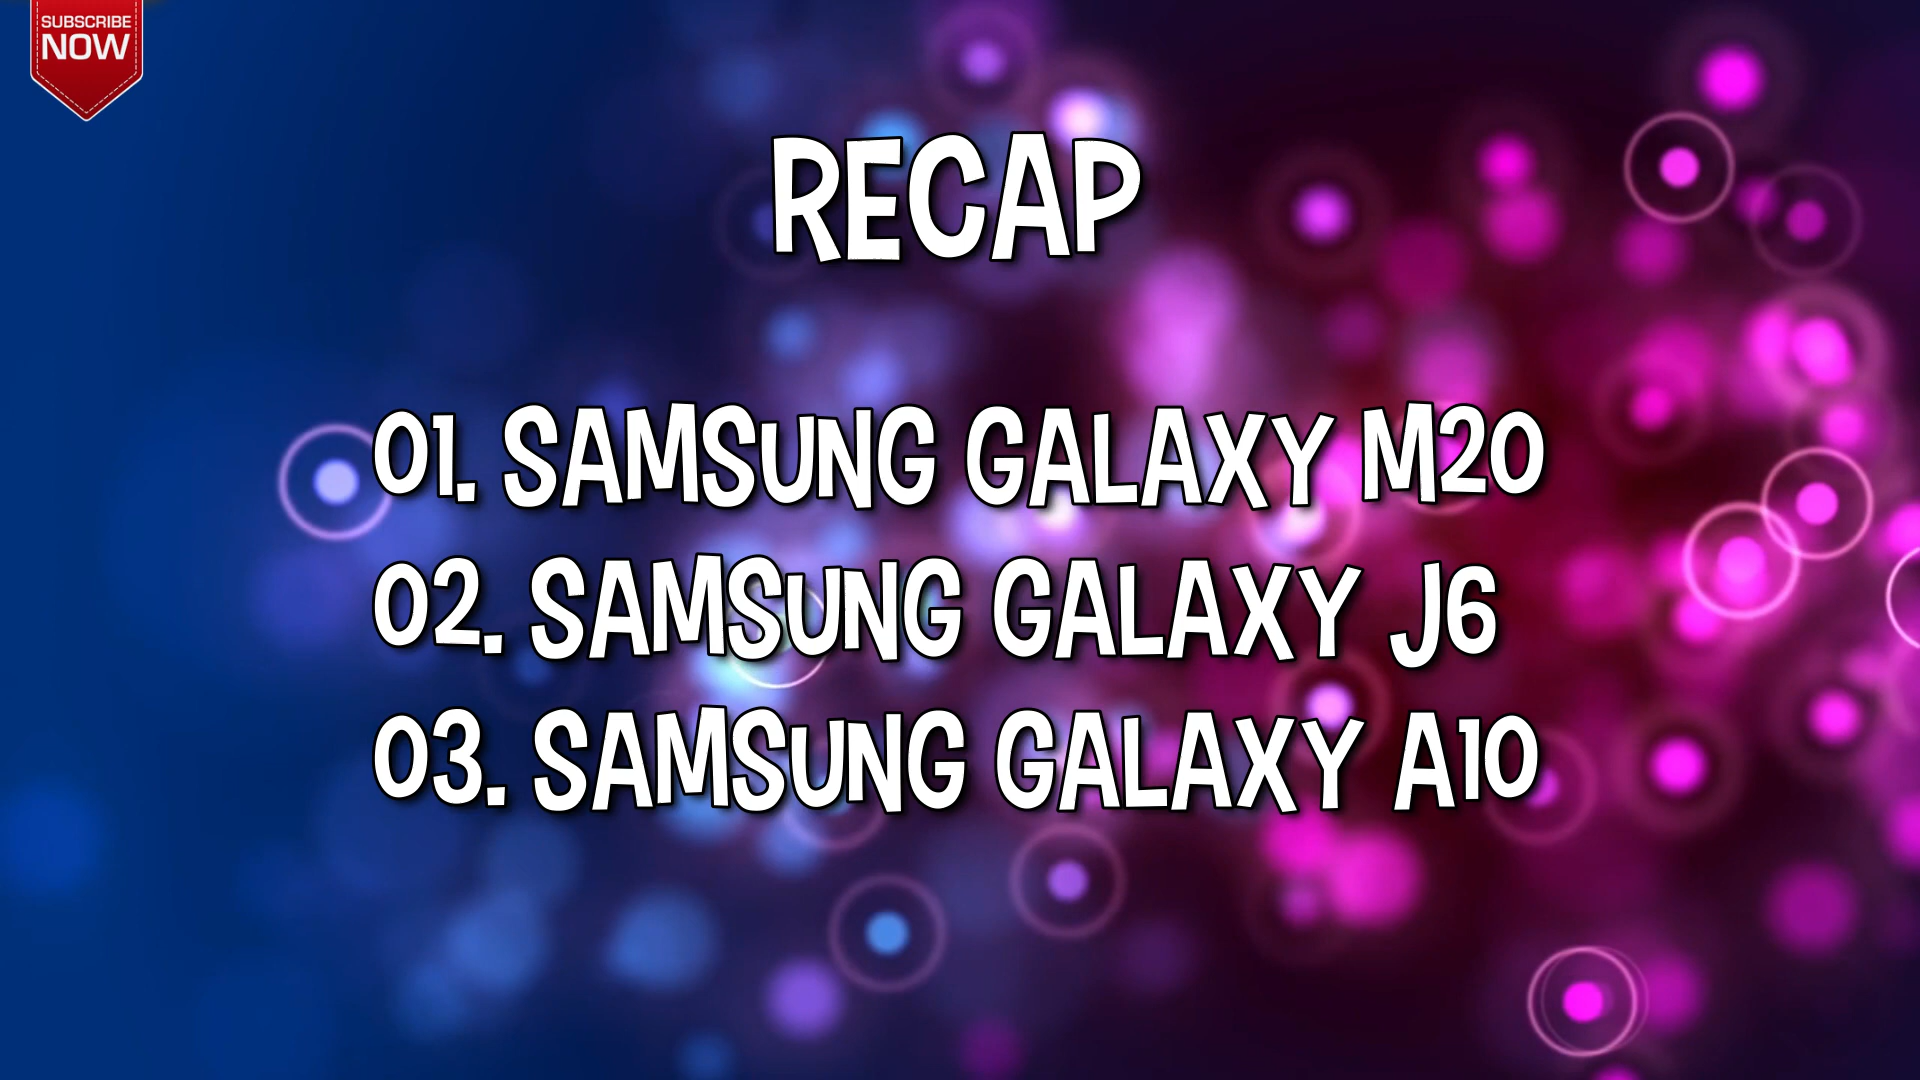 SUBSCRIBE
NOW
RECAP
01. SAMSUNG GALAXY M20
02. SAMSUNG GALAXY J6
03. SAMSUNG GALAXY A10